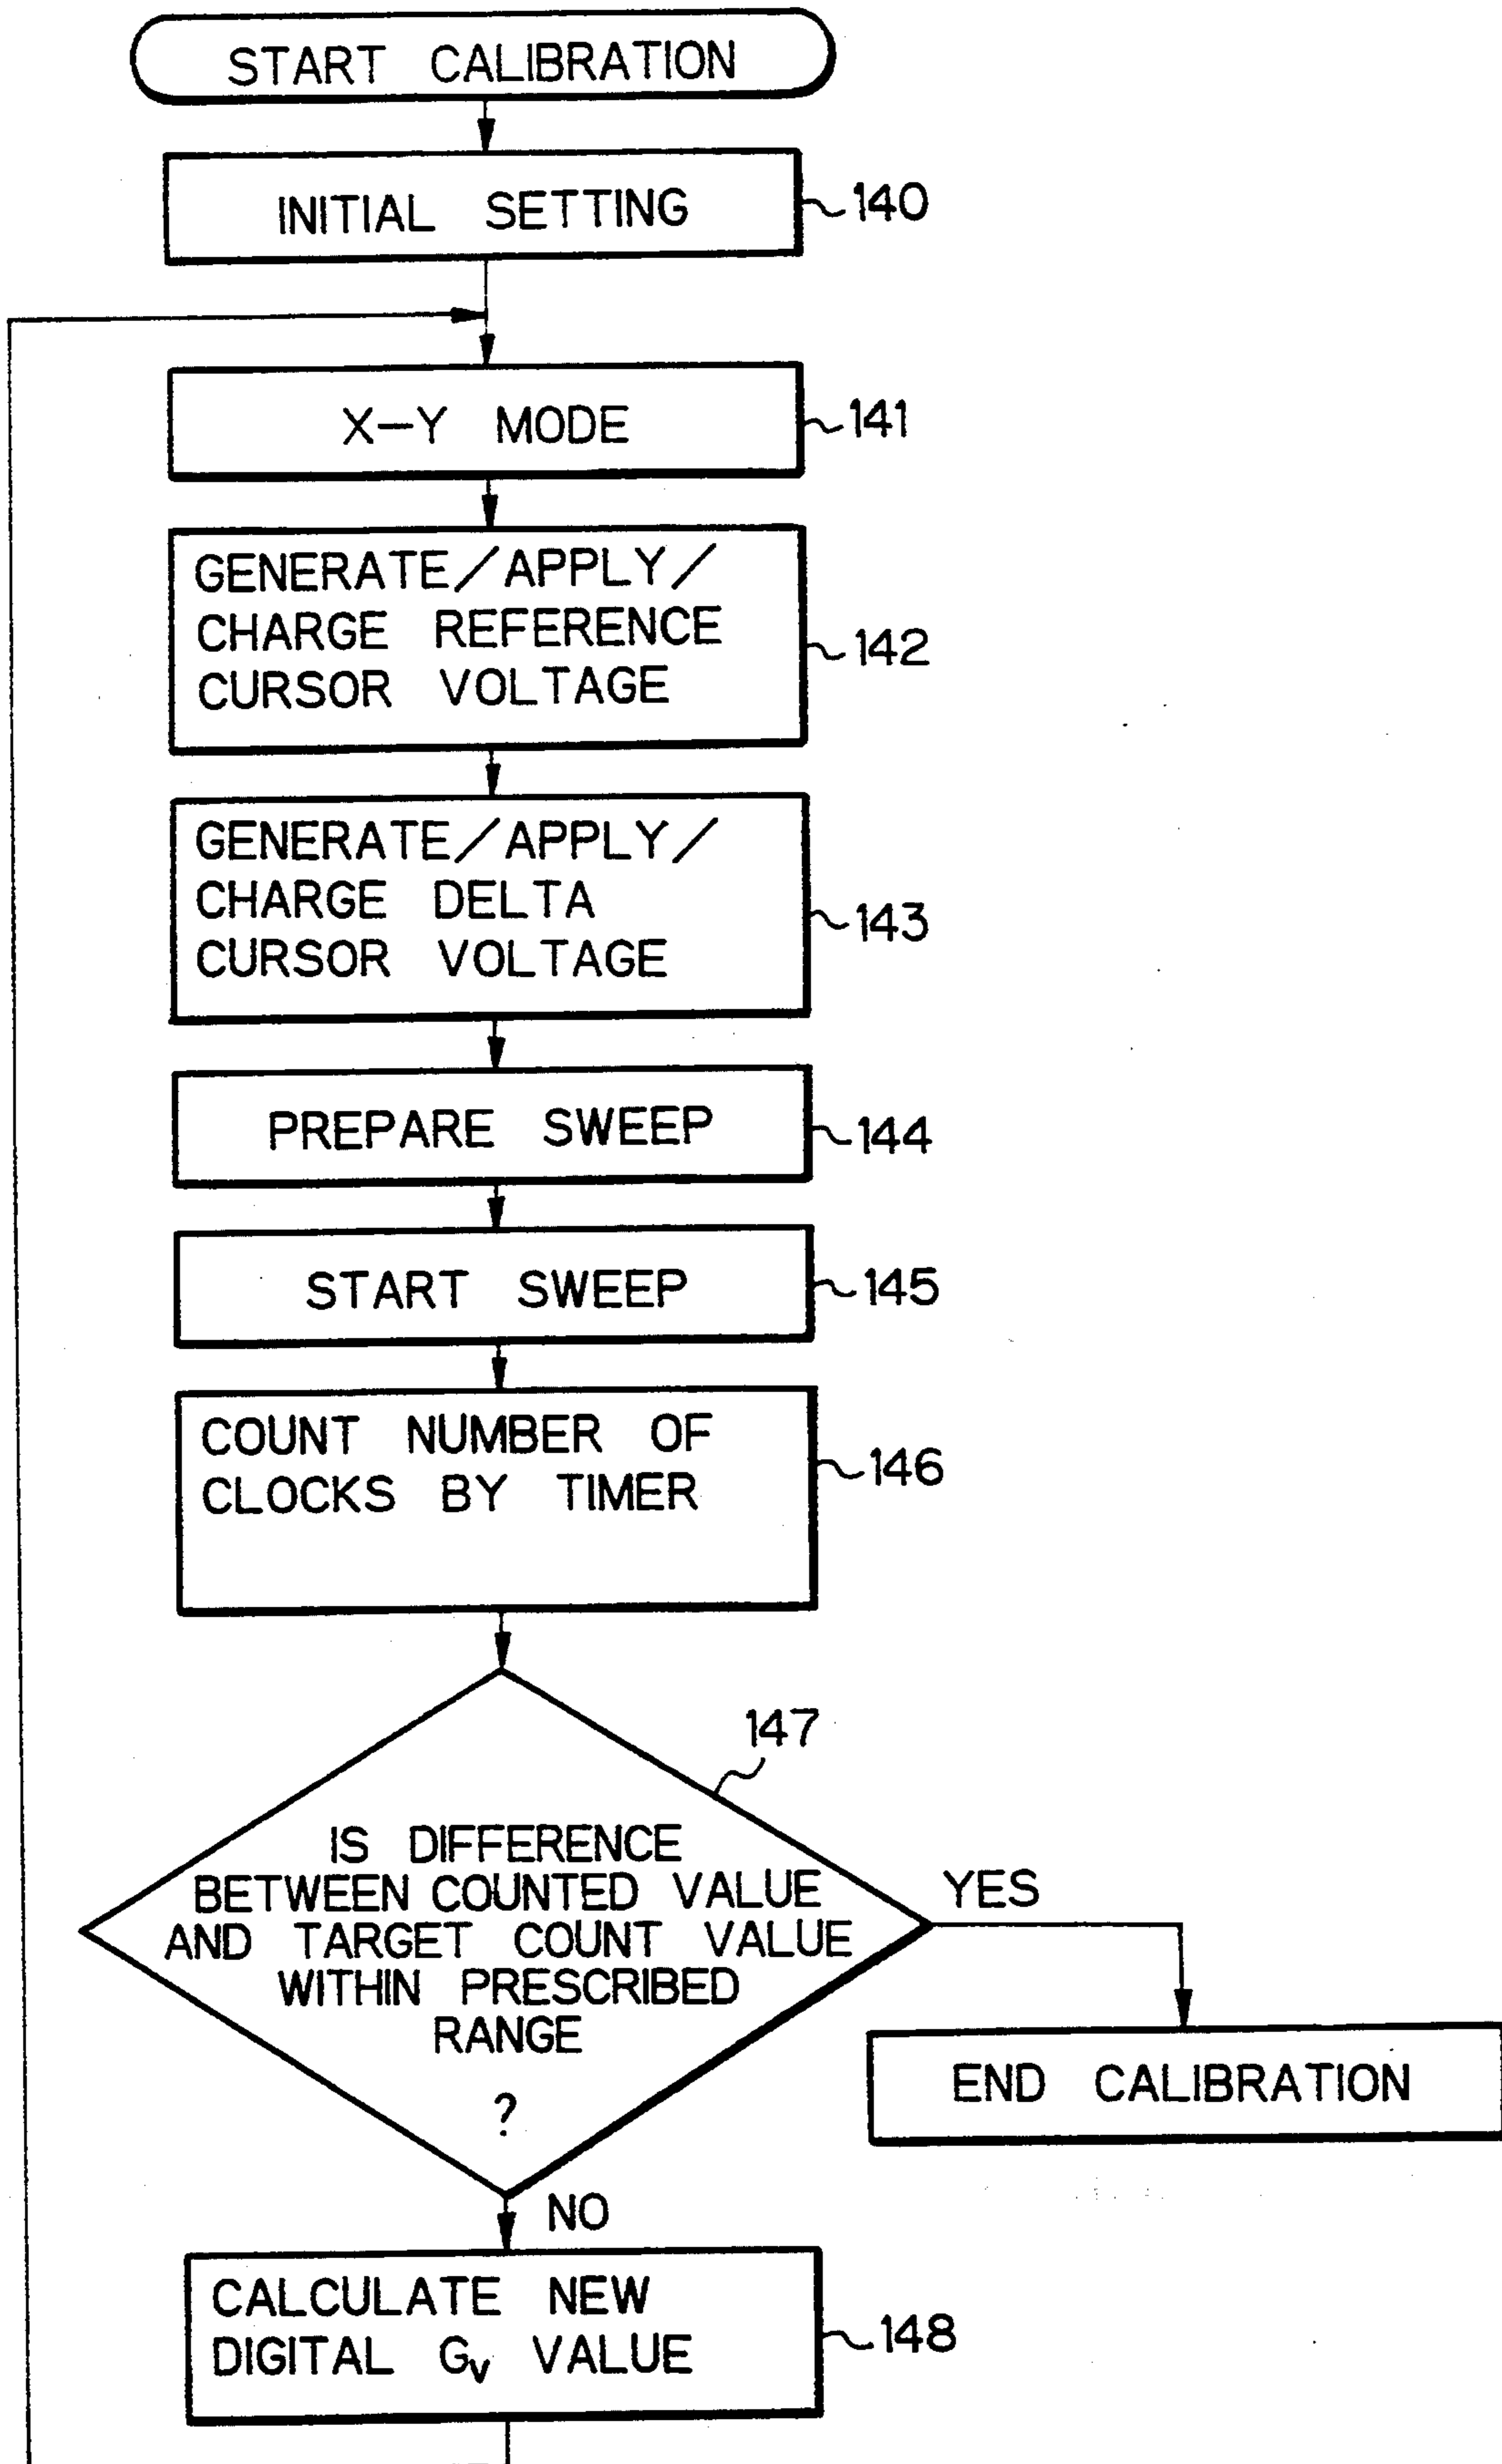 START CALIBRATION
INITIAL SETTING
140
X-Y MODE
141
GENERATE/APPLY/
CHARGE REFERENCE
CURSOR VOLTAGE
142
GENERATE/APPLY/
CHARGE DELTA
CURSOR VOLTAGE
143
PREPARE SWEEP
144
START SWEEP
145
COUNT NUMBER OF
CLOCKS BY TIMER
146
147
IS DIFFERENCE
BETWEEN COUNTED VALUE
AND TARGET COUNT VALUE
WITHIN PRESCRIBED
RANGE
?
YES
END CALIBRATION
NO
CALCULATE NEW
DIGITAL Gv VALUE
148